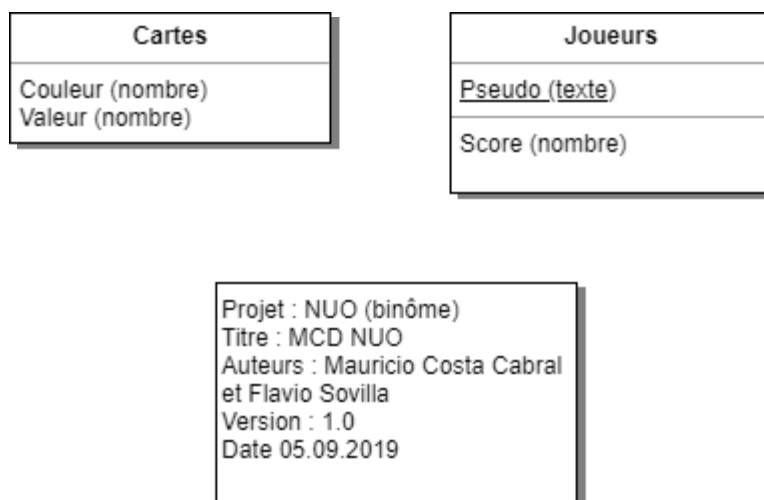 Cartes
Couleur (nombre)
Valeur (nombre)
Joueurs
Pseudo (texte)
Score (nombre)
Projet : NUO (binôme)
Titre : MCD NUO
Auteurs : Mauricio Costa Cabral
et Flavio Sovilla
Version : 1.0
Date 05.09.2019